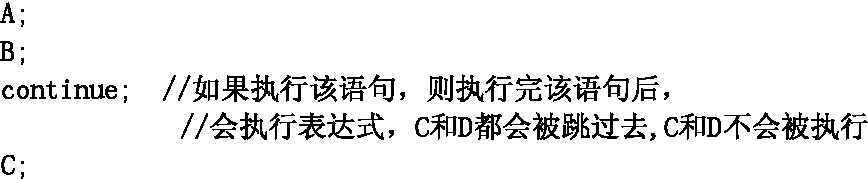 A;
B;
continue;  //如果执行该语句，则执行完该语句后，
//会执行表达式，C和D都会被跳过去,C和D不会被执行
C;